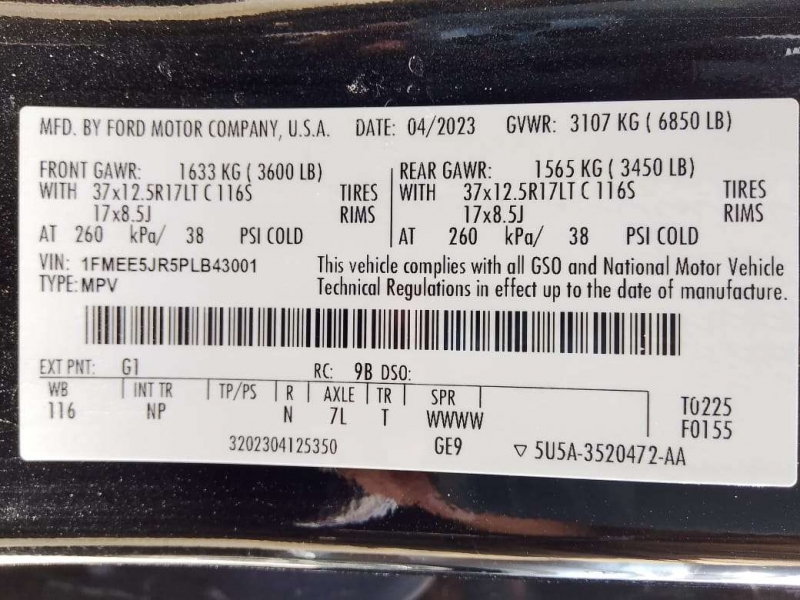 MFD. BY FORD MOTOR COMPANY, U.S.A. DATE: 04/2023 GVWR: 3107 KG ( 6850 LB)
FRONT GAWR: 1633 KG ( 3600 LB) REAR GAWR: 1565 KG ( 3450 LB)
WITH 37x12.5R17LT C 116S TIRES WITH 37x12.5R17LT C 116S TIRES
17x8.5J RIMS 17x8.5J RIMS
AT 260 kPa/ 38 PSI COLD AT 260 kPa/ 38 PSI COLD
VIN: 1FMEE5JR5PLB43001 This vehicle complies with all GSO and National Motor Vehicle
TYPE: MPV Technical Regulations in effect up to the date of manufacture.
EXT PNT: G1 RC: 9B DSO:
WB INT TR TP/PS R AXLE TR SPR T0225
116 NP N 7L T WWWW F0155
3202304125350 GE9 ▽ 5U5A-3520472-AA